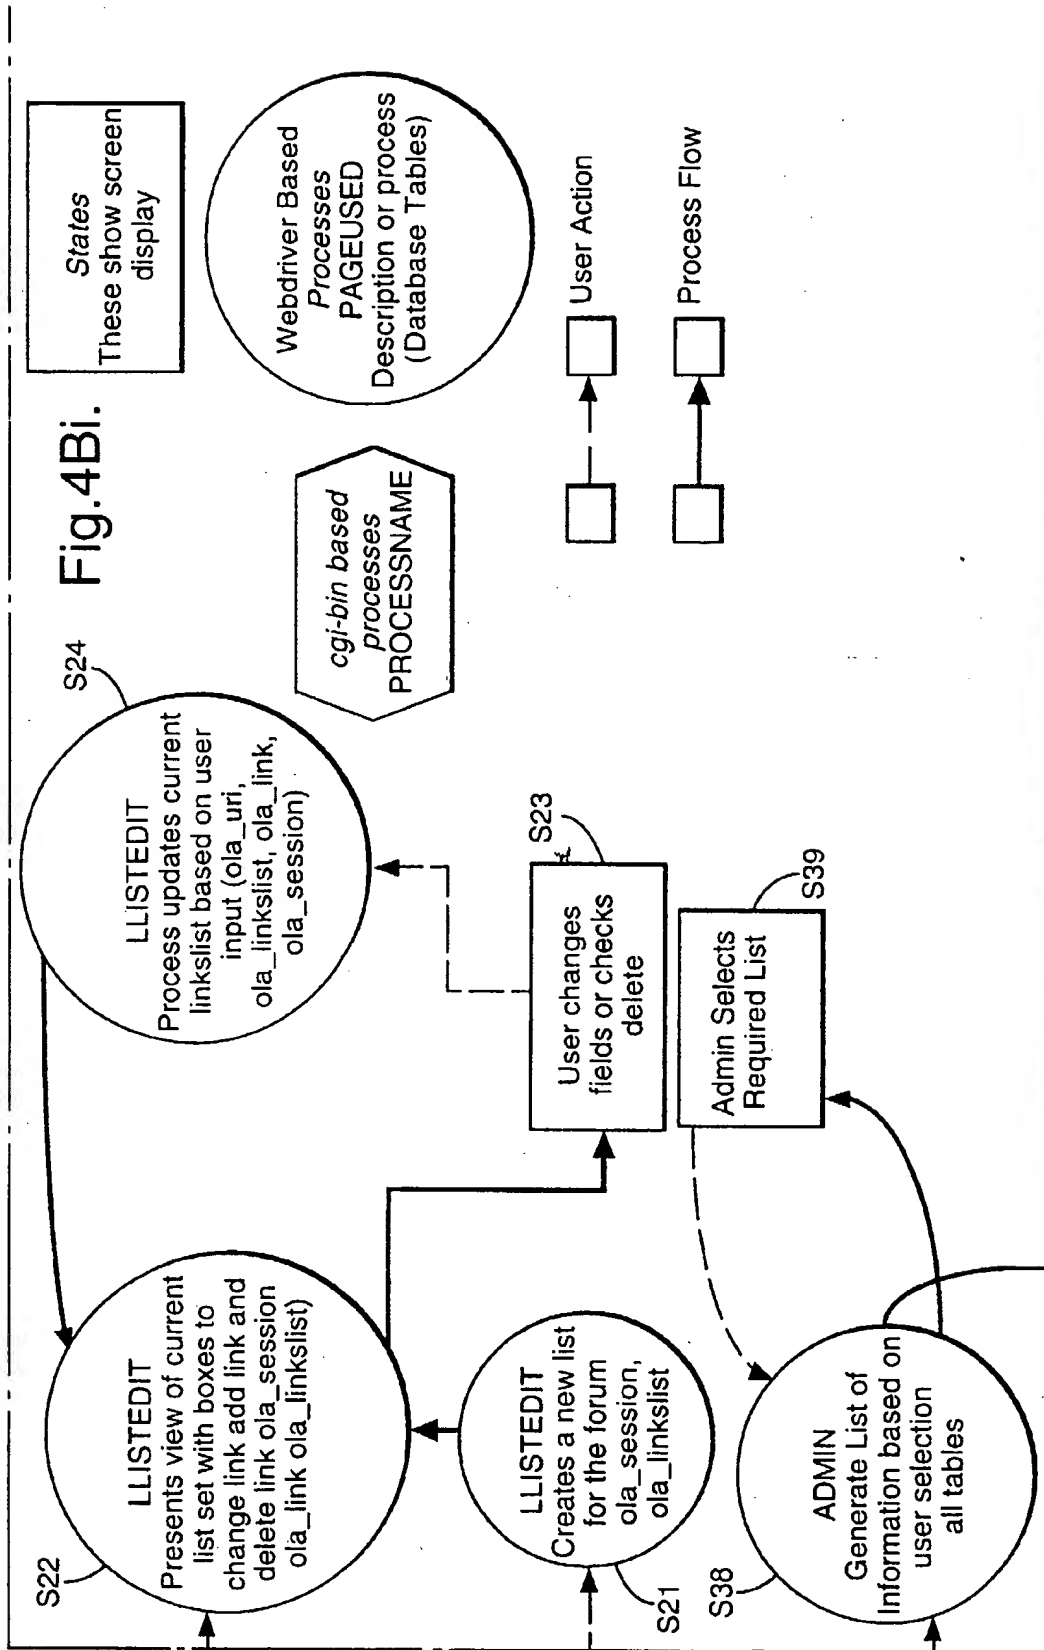 Fig.4Bi.
States
These show screen
display
Webdriver Based
Processes
PAGEUSED
Description or process
(Database Tables)
cgi-bin based
processes
PROCESSNAME
User Action
Process Flow
S22
LLISTEDIT
Presents view of current
list set with boxes to
change link add link and
delete link ola_session
ola_link ola_linkslist)
S24
LLISTEDIT
Process updates current
linkslist based on user
input (ola_uri,
ola_linkslist, ola_link,
ola_session)
S23
User changes
fields or checks
delete
LLISTEDIT
Creates a new list
for the forum
ola_session,
ola_linkslist
S21
S39
Admin Selects
Required List
S38
ADMIN
Generate List of
Information based on
user selection
all tables